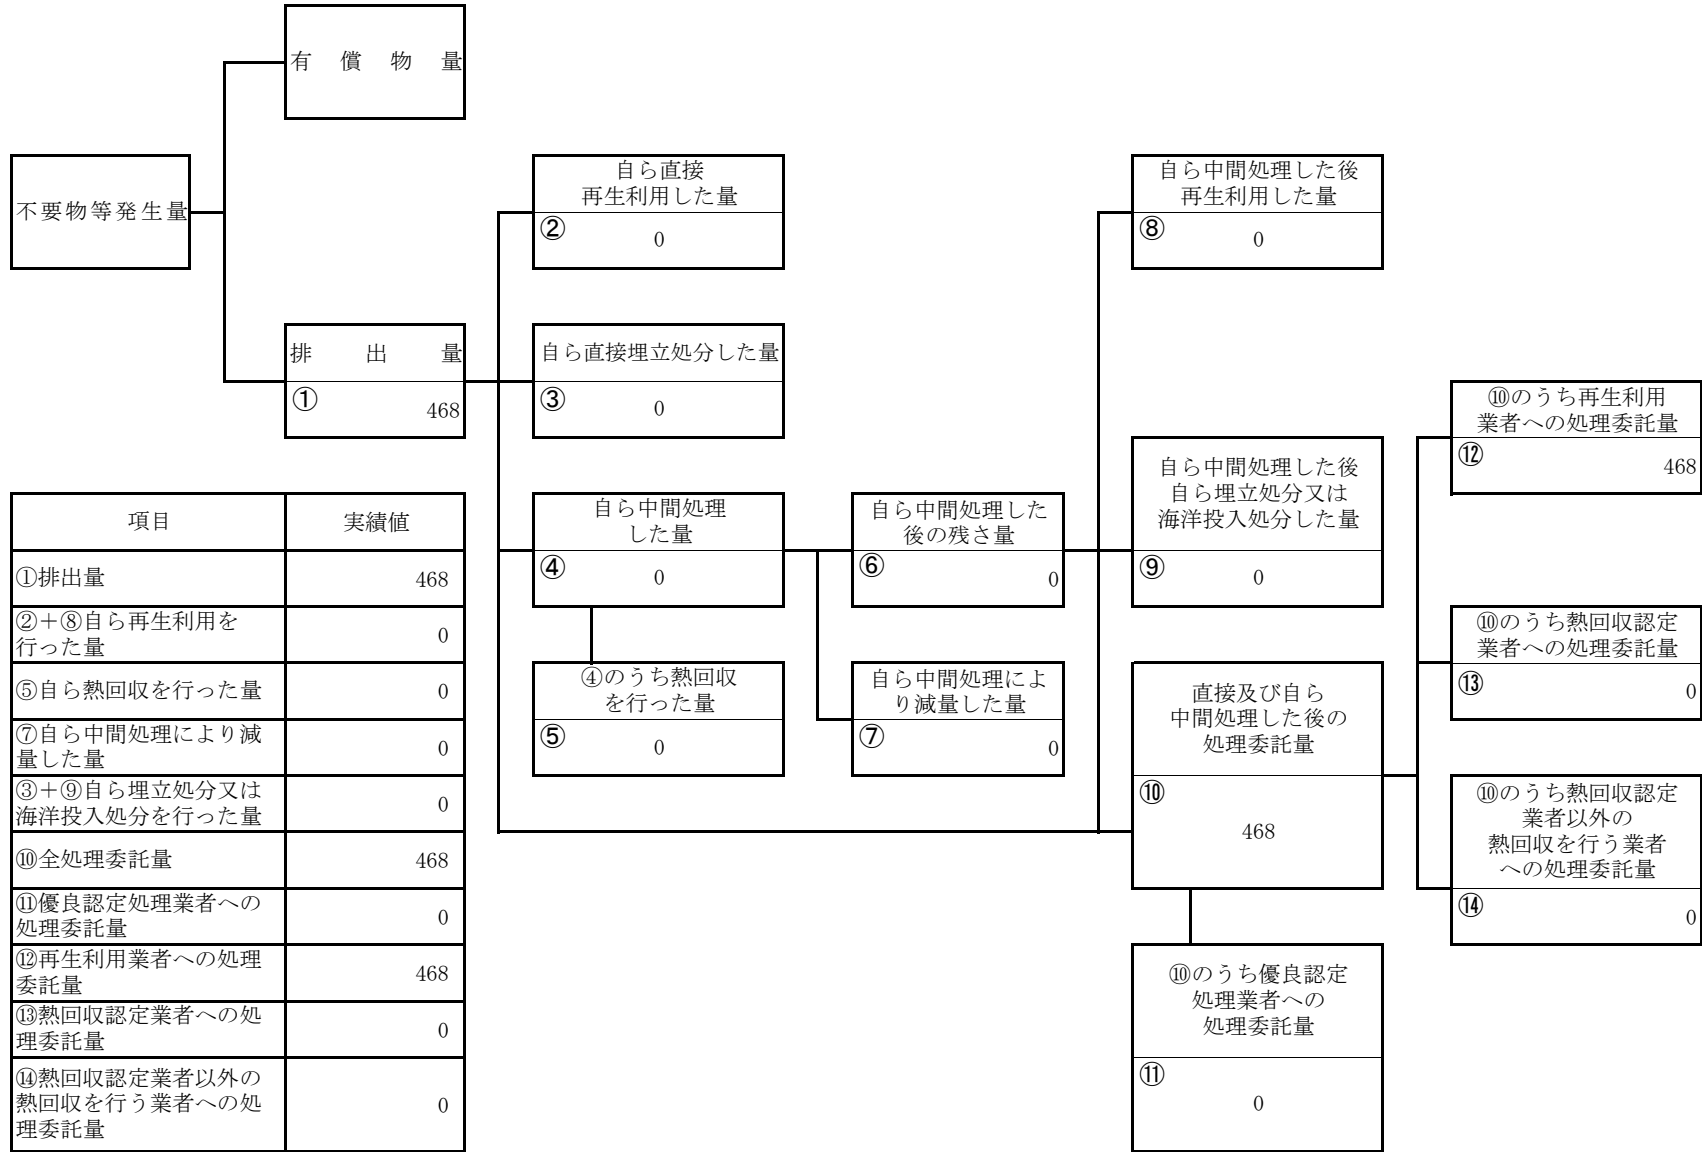 有償物量
不要物等発生量
排出量
①
468
自ら直接
再生利用した量
②
0
自ら直接埋立処分した量
③
0
自ら中間処理
した量
④
0
④のうち熱回収
を行った量
⑤
0
自ら中間処理した
後の残さ量
⑥
0
自ら中間処理によ
り減量した量
⑦
0
自ら中間処理した後
再生利用した量
⑧
0
自ら中間処理した後
自ら埋立処分又は
海洋投入処分した量
⑨
0
直接及び自ら
中間処理した後の
処理委託量
⑩
468
⑩のうち優良認定
処理業者への
処理委託量
⑪
0
⑩のうち再生利用
業者への処理委託量
⑫
468
⑩のうち熱回収認定
業者への処理委託量
⑬
0
⑩のうち熱回収認定
業者以外の
熱回収を行う業者
への処理委託量
⑭
0
項目 実績値
①排出量 468
②＋⑧自ら再生利用を
行った量 0
⑤自ら熱回収を行った量 0
⑦自ら中間処理により減
量した量 0
③＋⑨自ら埋立処分又は
海洋投入処分を行った量 0
⑩全処理委託量 468
⑪優良認定処理業者への
処理委託量 0
⑫再生利用業者への処理
委託量 468
⑬熱回収認定業者への処
理委託量 0
⑭熱回収認定業者以外の
熱回収を行う業者への処 0
理委託量